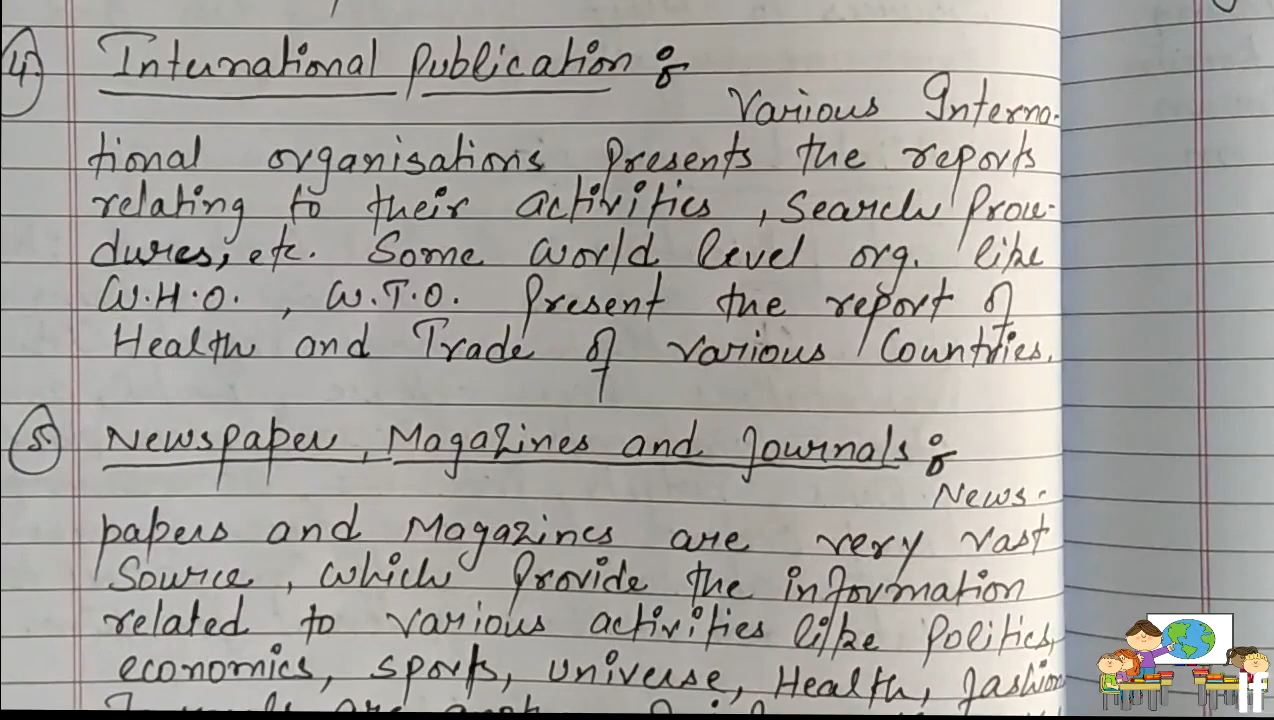 4. International Publication :-
Various Interna-
tional organisations Presents the reports
relating to their activities, Search Proce-
dures, etc. Some world level org. like
W.H.O., W.T.O. Present the report of
Health and Trade of various Countries.
5. Newspaper, Magazines and Journals :-
News-
papers and Magazines are very vast
Source, which Provide the information
related to various activities like Politics,
economics, sports, universe, Health, fashion
If